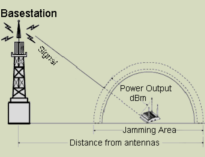 Basestation
Signal
Power Output
dBm
Jamming Area
Distance from antennas